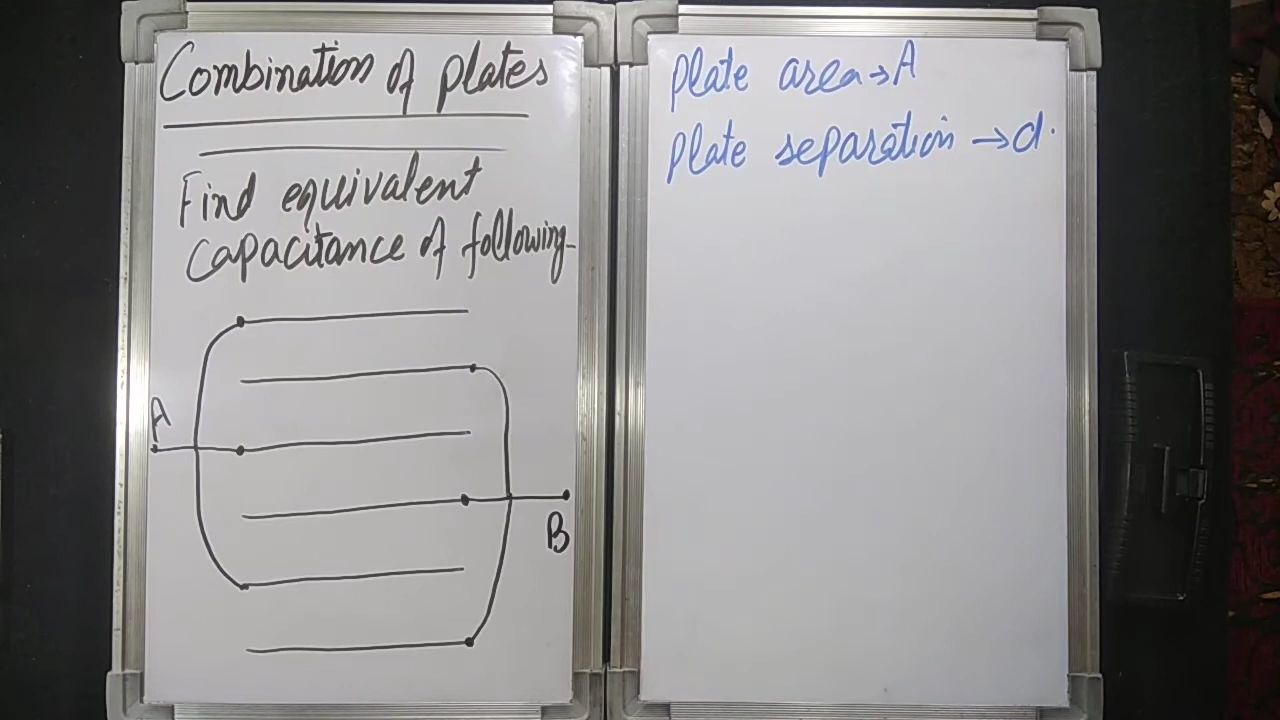 Combination of plates
Find equivalent
capacitance of following-
A
B
Plate area → A
Plate separation → d.